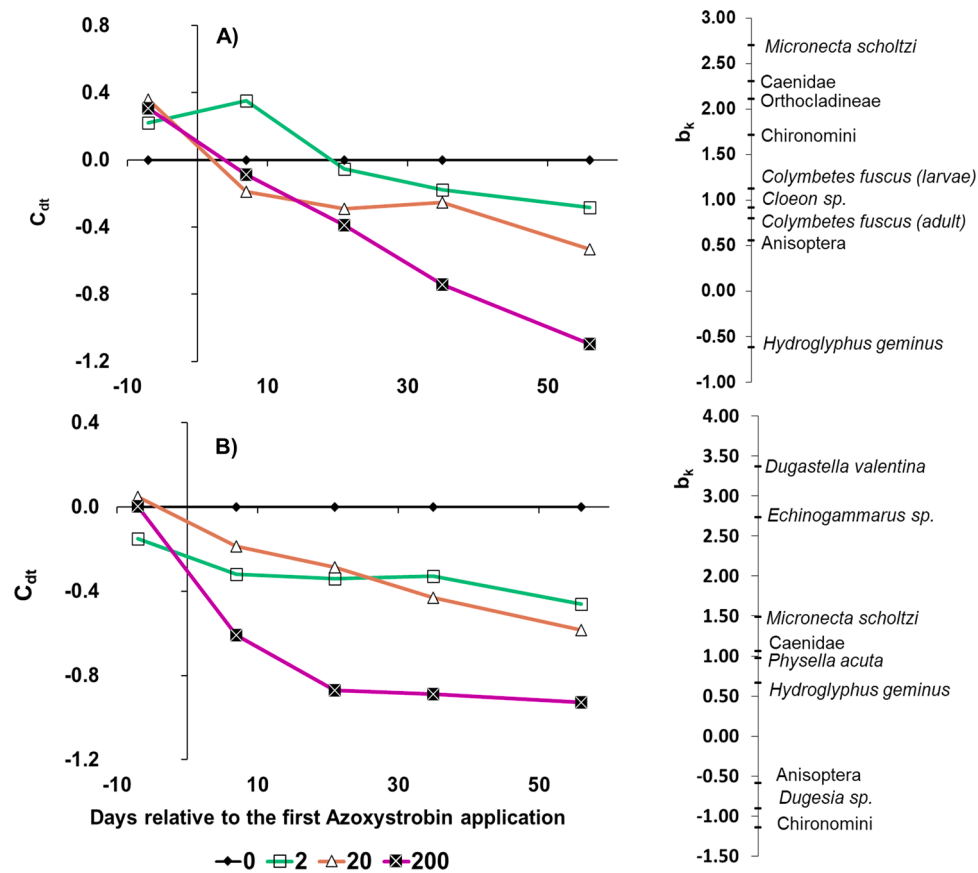 A)
0.8
0.4
0.0
-0.4
-0.8
-1.2
C_dt
-10 10 30 50
3.00
2.50
2.00
1.50
1.00
0.50
0.00
-0.50
-1.00
b_k
Micronecta scholtzi
Caenidae
Orthocladineae
Chironomini
Colymbetes fuscus (larvae)
Cloeon sp.
Colymbetes fuscus (adult)
Anisoptera
Hydroglyphus geminus
B)
0.4
0.0
-0.4
-0.8
-1.2
C_dt
-10 10 30 50
Days relative to the first Azoxystrobin application
0 2 20 200
4.00
3.50
3.00
2.50
2.00
1.50
1.00
0.50
0.00
-0.50
-1.00
-1.50
b_k
Dugastella valentina
Echinogammarus sp.
Micronecta scholtzi
Caenidae
Physella acuta
Hydroglyphus geminus
Anisoptera
Dugesia sp.
Chironomini